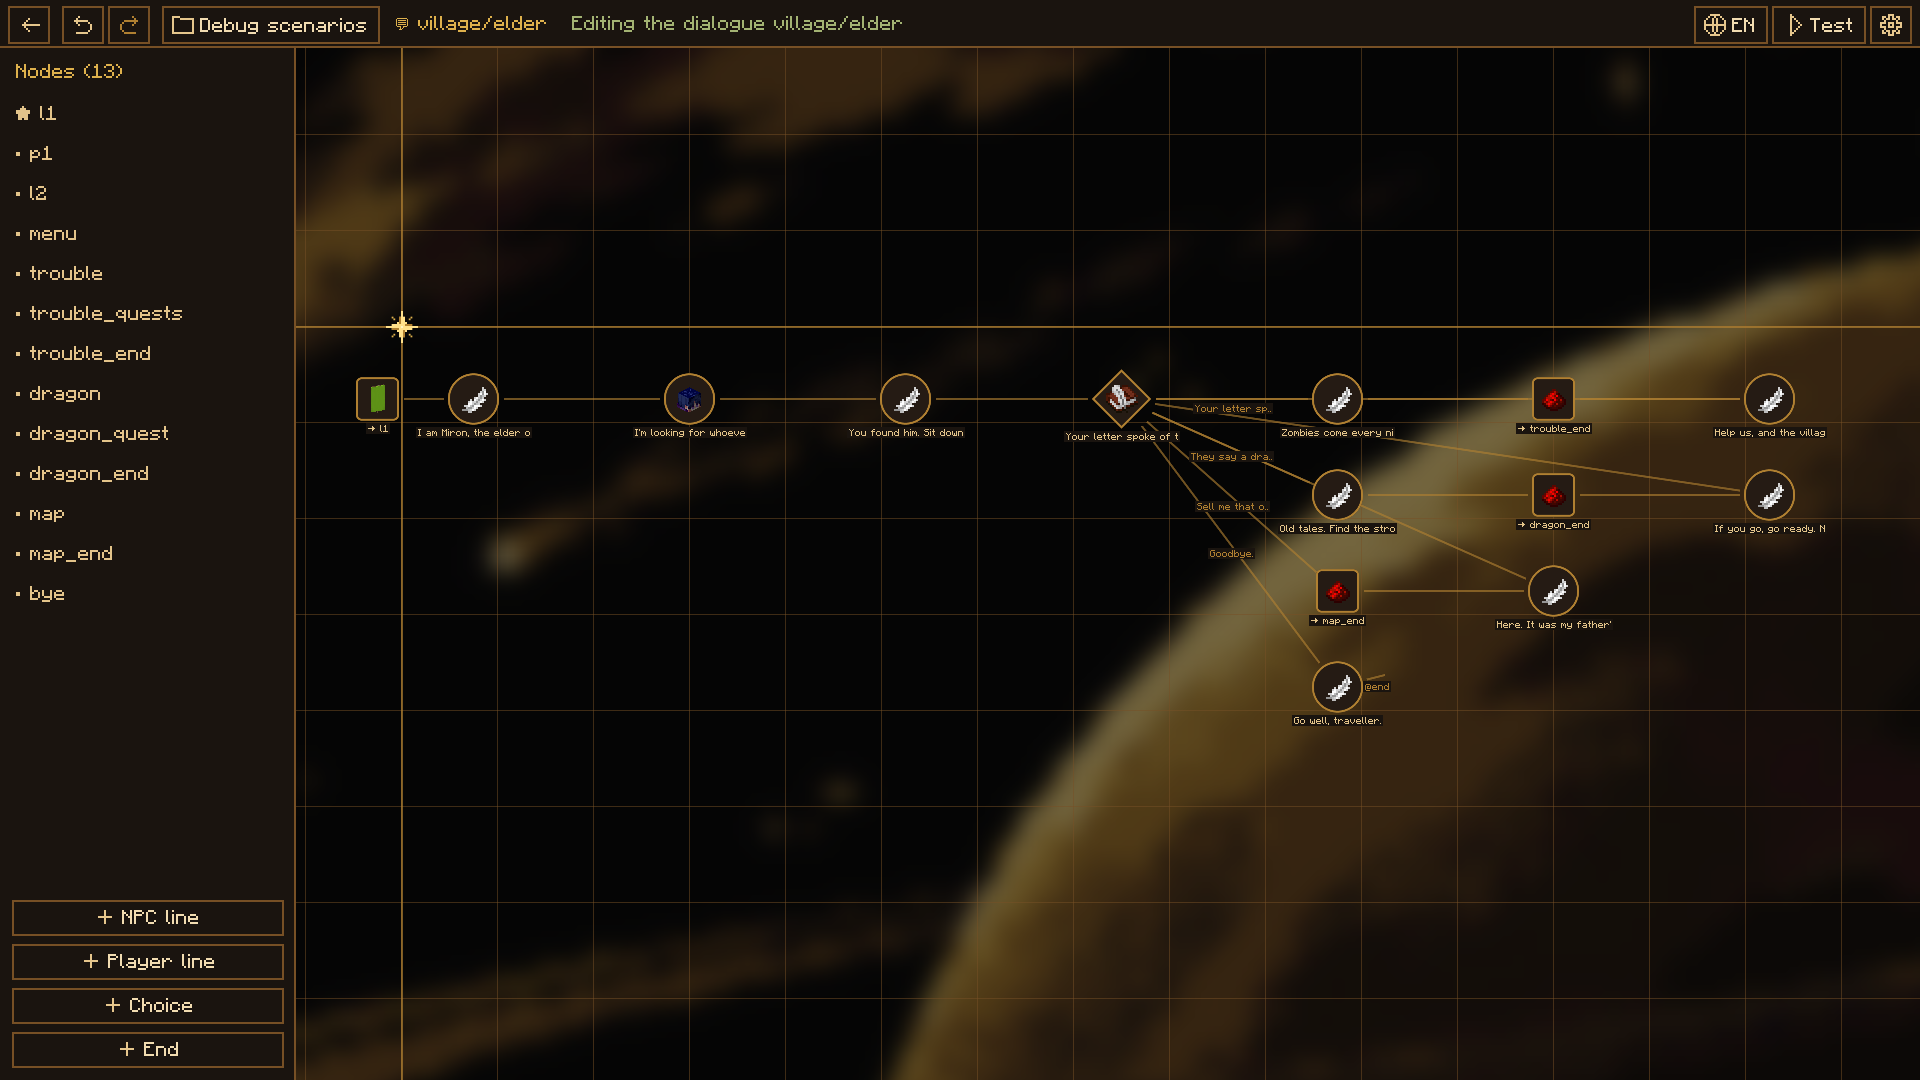 Debug scenarios
village/elder
Editing the dialogue village/elder
EN
Test
Nodes (13)
l1
p1
l2
menu
trouble
trouble_quests
trouble_end
dragon
dragon_quest
dragon_end
map
map_end
bye
+ NPC line
+ Player line
+ Choice
+ End
→ l1
I am Miron, the elder o
I'm looking for whoeve
You found him. Sit down
Your letter spoke of t
Your letter sp..
They say a dra..
Sell me that o..
Goodbye.
Zombies come every ni
→ trouble_end
Help us, and the villag
Old tales. Find the stro
→ dragon_end
If you go, go ready. N
→ map_end
Here. It was my father'
@end
Go well, traveller.